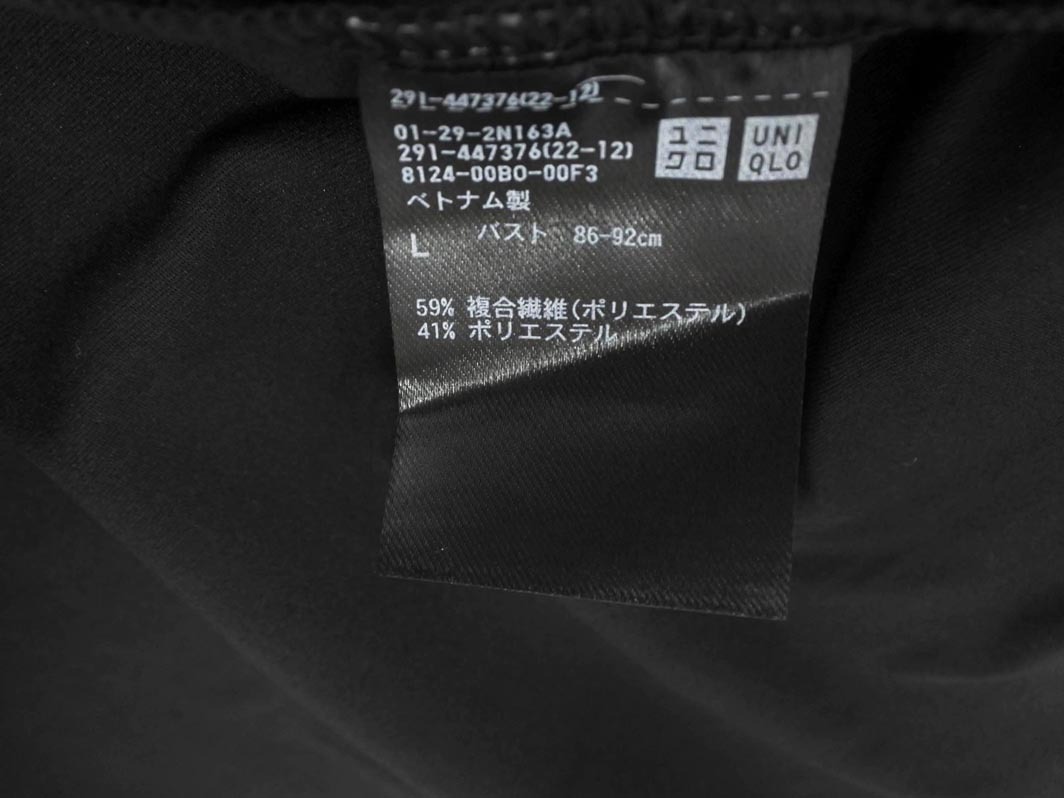 291-447376(22-12)
01-29-2N163A
291-447376(22-12)
8124-00B0-00F3
ユニクロ
UNIQLO
ベトナム製
L バスト 86-92cm
59% 複合繊維(ポリエステル)
41% ポリエステル